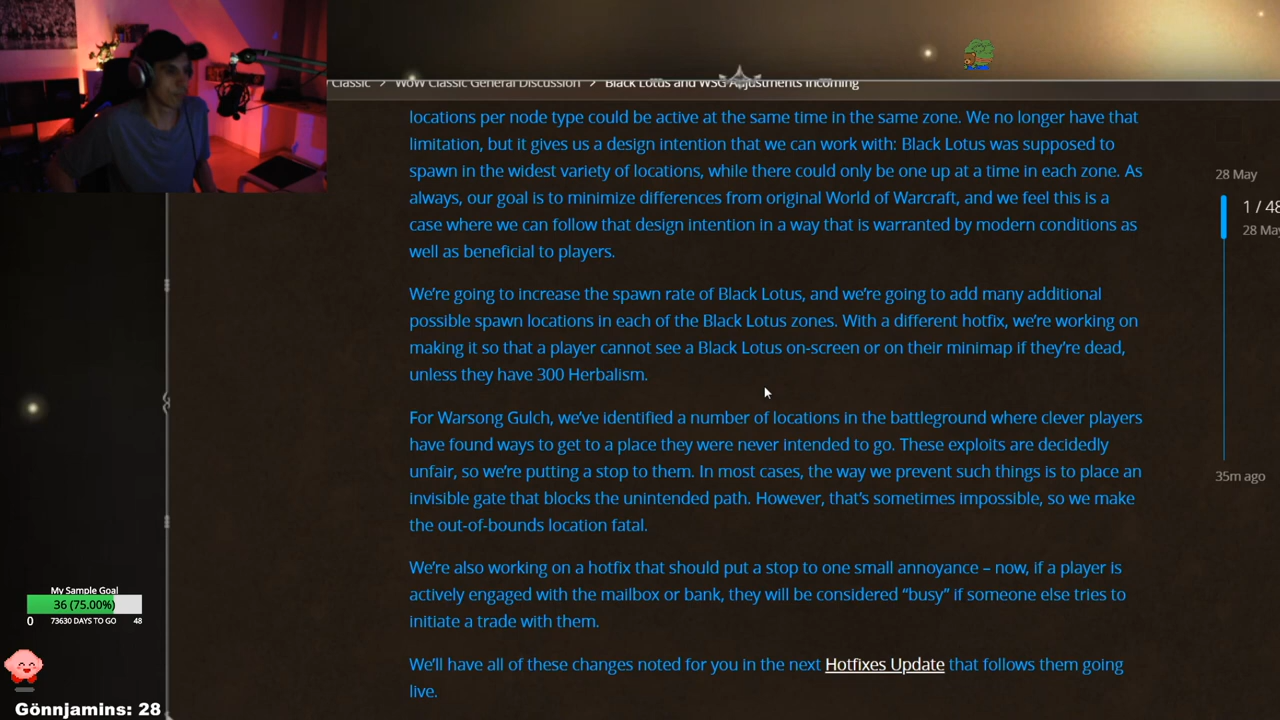 Classic > WoW Classic General Discussion > Black Lotus and WSG Adjustments Incoming
locations per node type could be active at the same time in the same zone. We no longer have that
limitation, but it gives us a design intention that we can work with: Black Lotus was supposed to
spawn in the widest variety of locations, while there could only be one up at a time in each zone. As
always, our goal is to minimize differences from original World of Warcraft, and we feel this is a
case where we can follow that design intention in a way that is warranted by modern conditions as
well as beneficial to players.
We're going to increase the spawn rate of Black Lotus, and we're going to add many additional
possible spawn locations in each of the Black Lotus zones. With a different hotfix, we're working on
making it so that a player cannot see a Black Lotus on-screen or on their minimap if they're dead,
unless they have 300 Herbalism.
For Warsong Gulch, we've identified a number of locations in the battleground where clever players
have found ways to get to a place they were never intended to go. These exploits are decidedly
unfair, so we're putting a stop to them. In most cases, the way we prevent such things is to place an
invisible gate that blocks the unintended path. However, that's sometimes impossible, so we make
the out-of-bounds location fatal.
We're also working on a hotfix that should put a stop to one small annoyance – now, if a player is
actively engaged with the mailbox or bank, they will be considered “busy” if someone else tries to
initiate a trade with them.
We'll have all of these changes noted for you in the next Hotfixes Update that follows them going
live.
28 May
1 / 48
28 May
35m ago
My Sample Goal
36 (75.00%)
0 73630 DAYS TO GO 48
Gönnjamins: 28